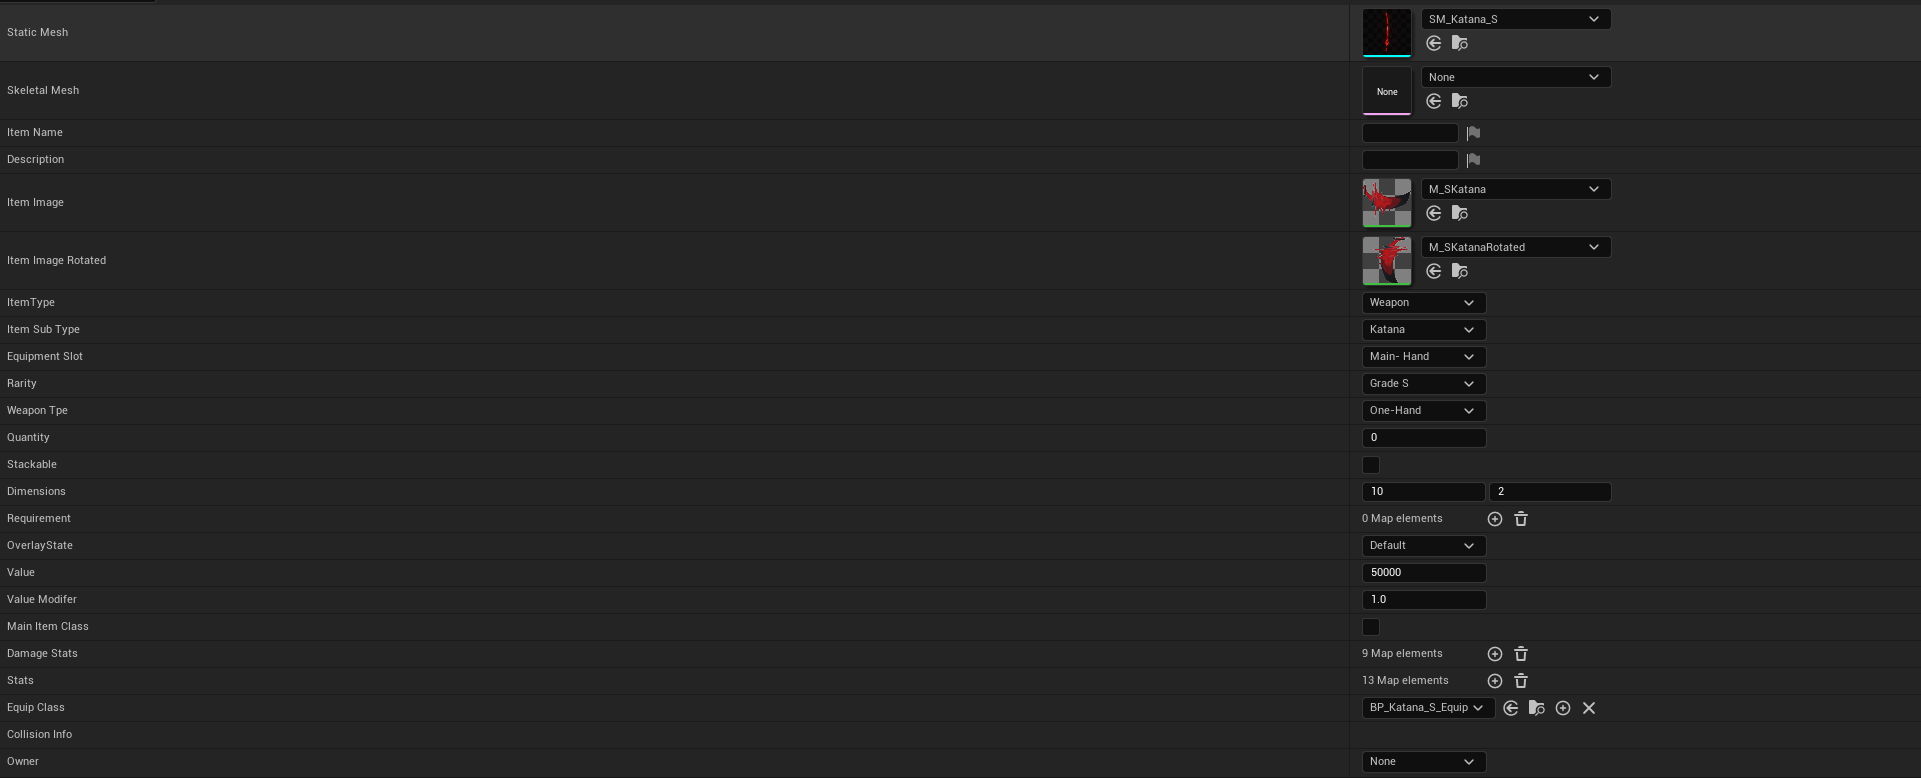 Static Mesh
SM_Katana_S
Skeletal Mesh
None
None
Item Name
Description
Item Image
M_SKatana
Item Image Rotated
M_SKatanaRotated
ItemType
Weapon
Item Sub Type
Katana
Equipment Slot
Main- Hand
Rarity
Grade S
Weapon Tpe
One-Hand
Quantity
0
Stackable
Dimensions
10
2
Requirement
0 Map elements
OverlayState
Default
Value
50000
Value Modifer
1.0
Main Item Class
Damage Stats
9 Map elements
Stats
13 Map elements
Equip Class
BP_Katana_S_Equip
Collision Info
Owner
None